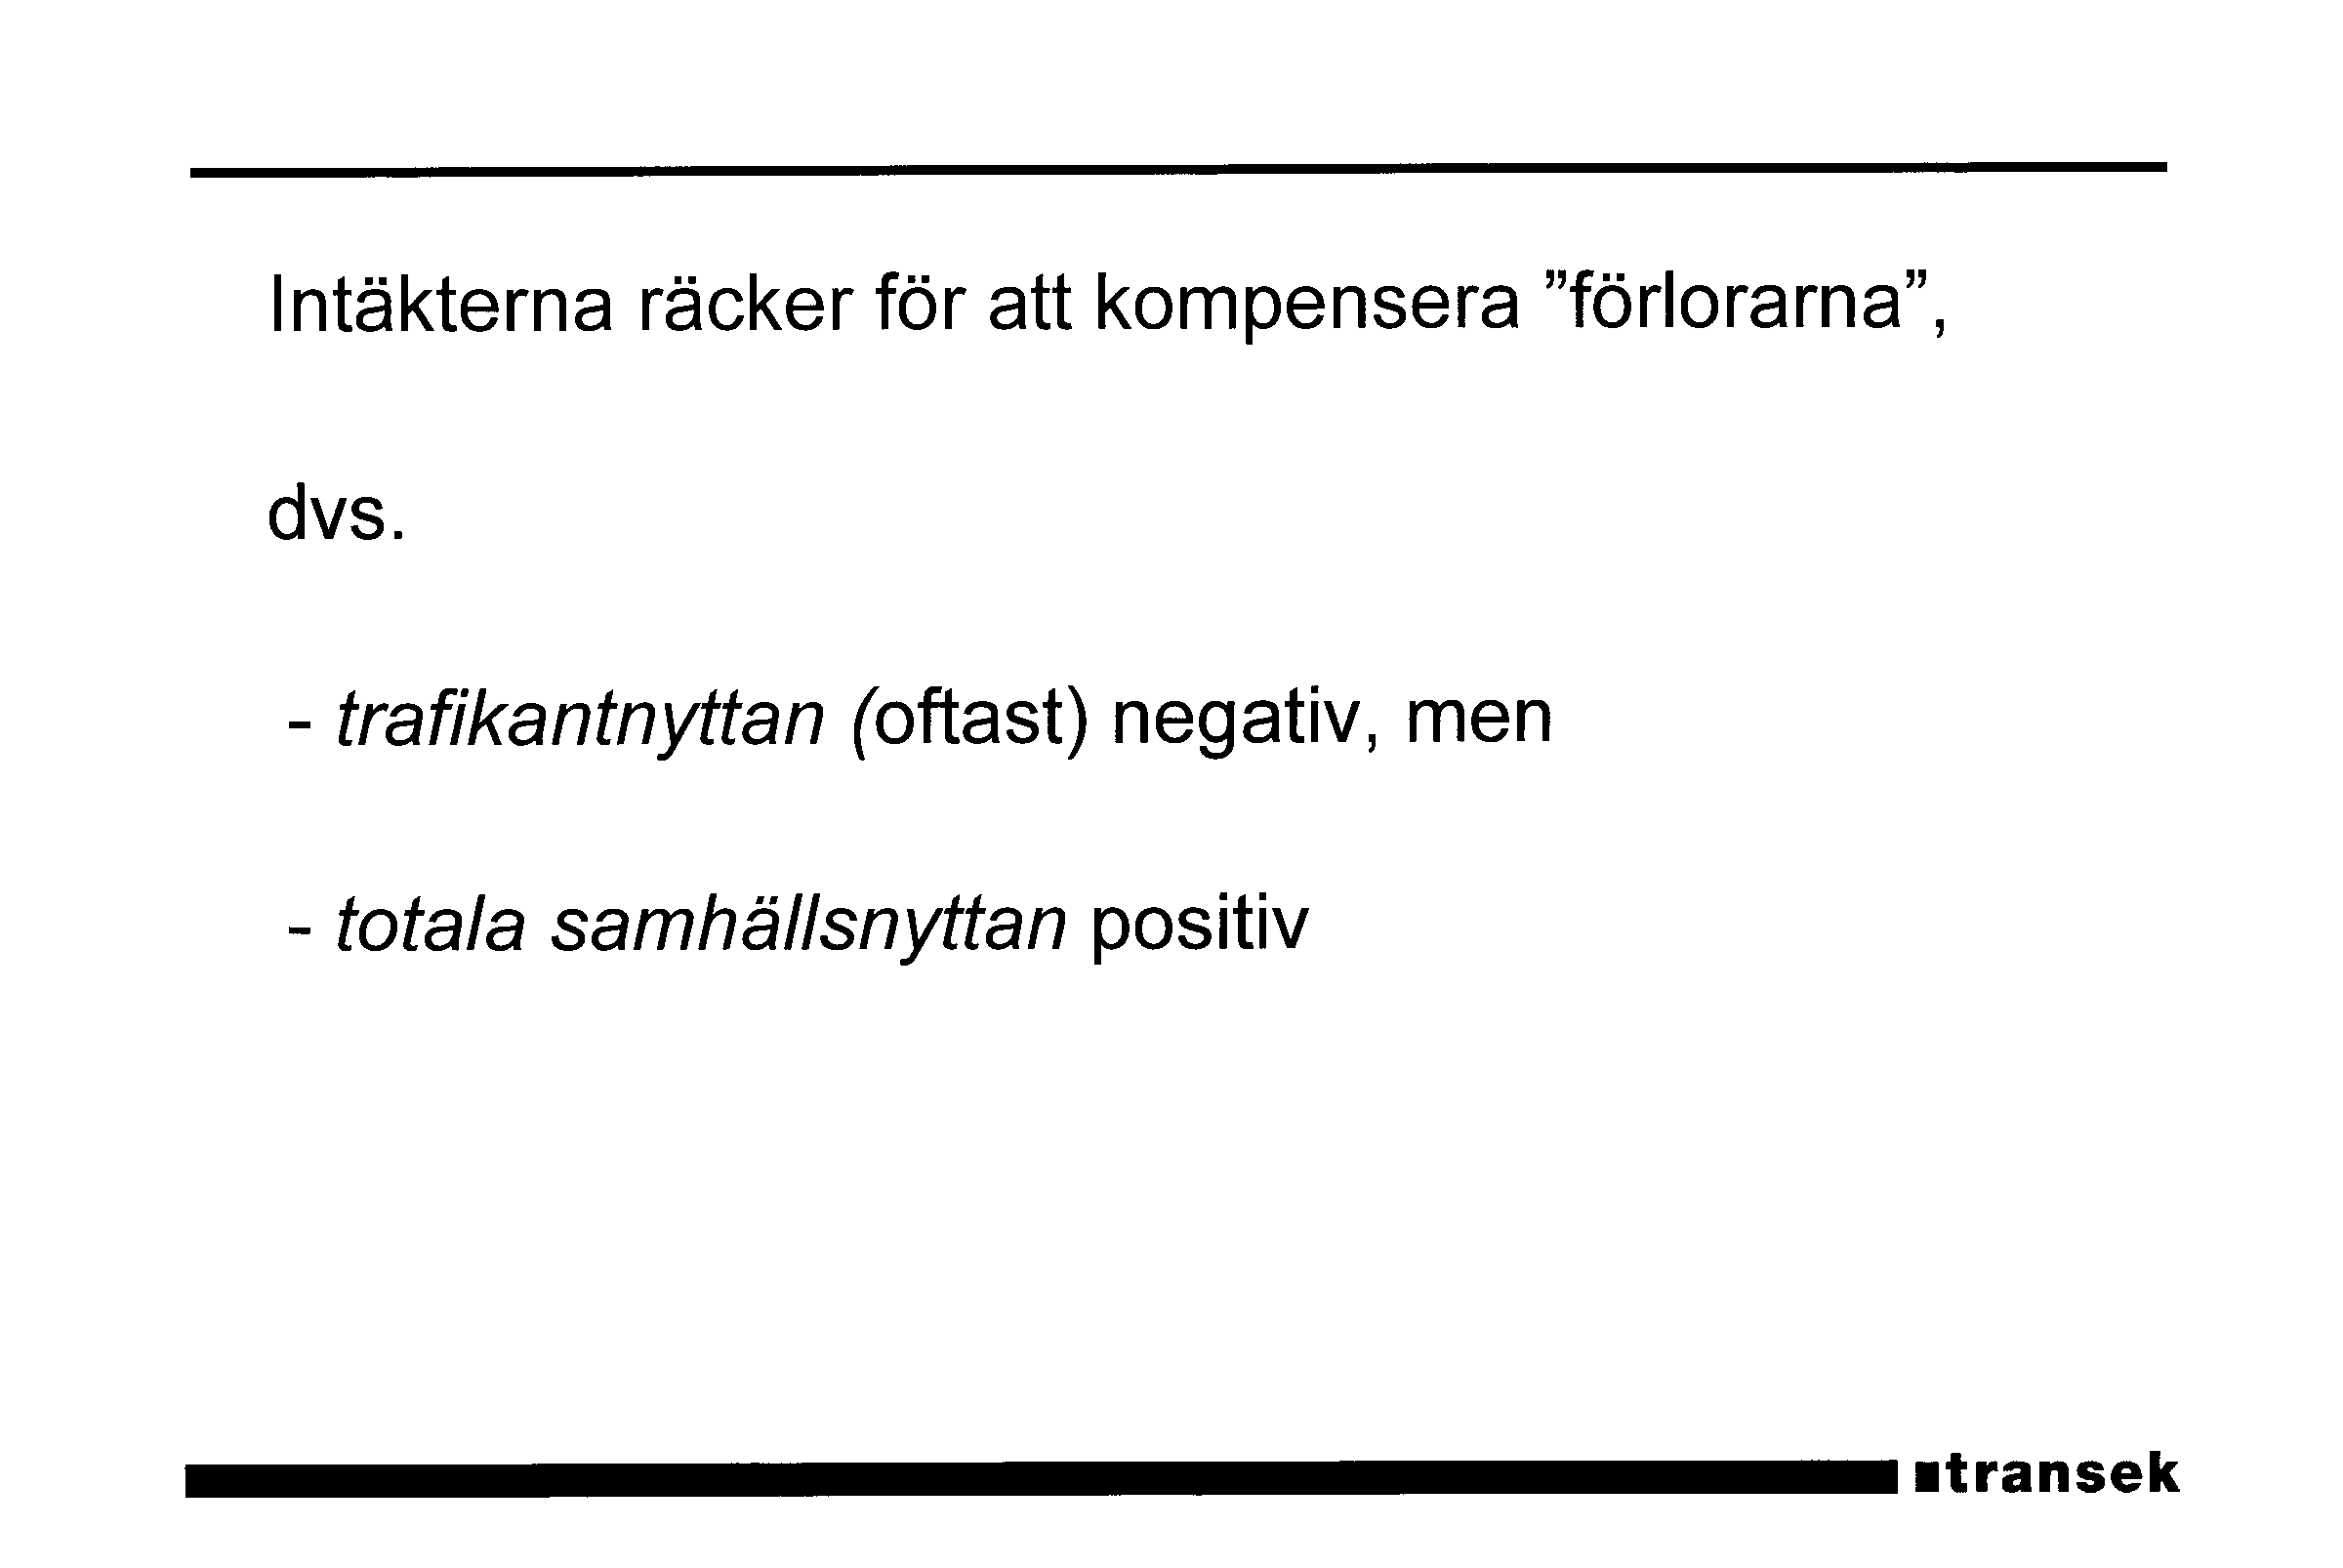 Intäkterna räcker för att kompensera ”förlorarna”,
dvs.
- trafikantnyttan (oftast) negativ, men
- totala samhällsnyttan positiv
transek